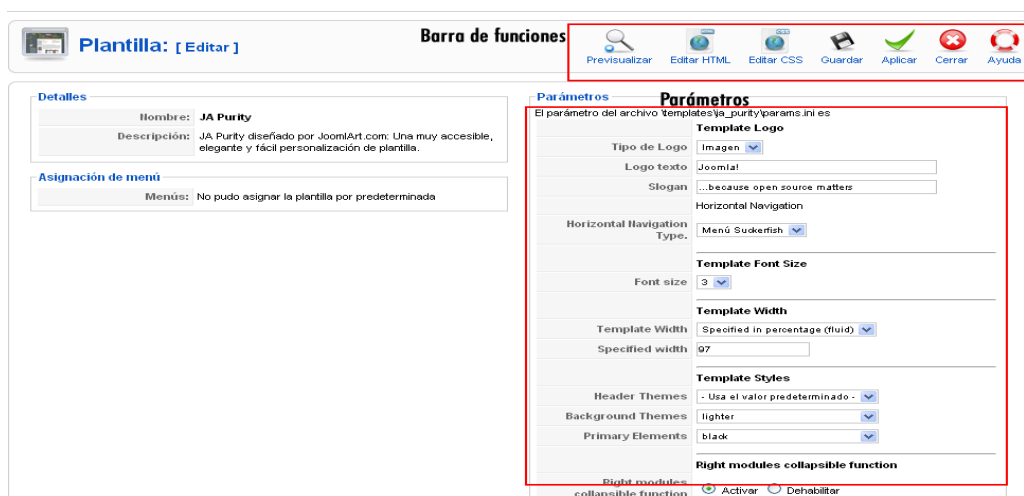 Plantilla: [ Editar ]
Barra de funciones
Previsualizar
Editar HTML
Editar CSS
Guardar
Aplicar
Cerrar
Ayuda
Detalles
Nombre: JA Purity
Descripción: JA Purity diseñado por JoomlArt.com: Una muy accesible,
elegante y fácil personalización de plantilla.
Asignación de menú
Menús: No pudo asignar la plantilla por predeterminada
Parámetros
Parámetros
El parámetro del archivo \templates\ja_purity\params.ini es
Template Logo
Tipo de Logo Imagen
Logo texto Joomla!
Slogan ...because open source matters
Horizontal Navigation
Horizontal Navigation
Type. Menú Suckerfish
Template Font Size
Font size 3
Template Width
Template Width Specified in percentage (fluid)
Specified width 97
Template Styles
Header Themes - Usa el valor predeterminado -
Background Themes lighter
Primary Elements black
Right modules collapsible function
Right modules
collapsible function Activar Dehabilitar